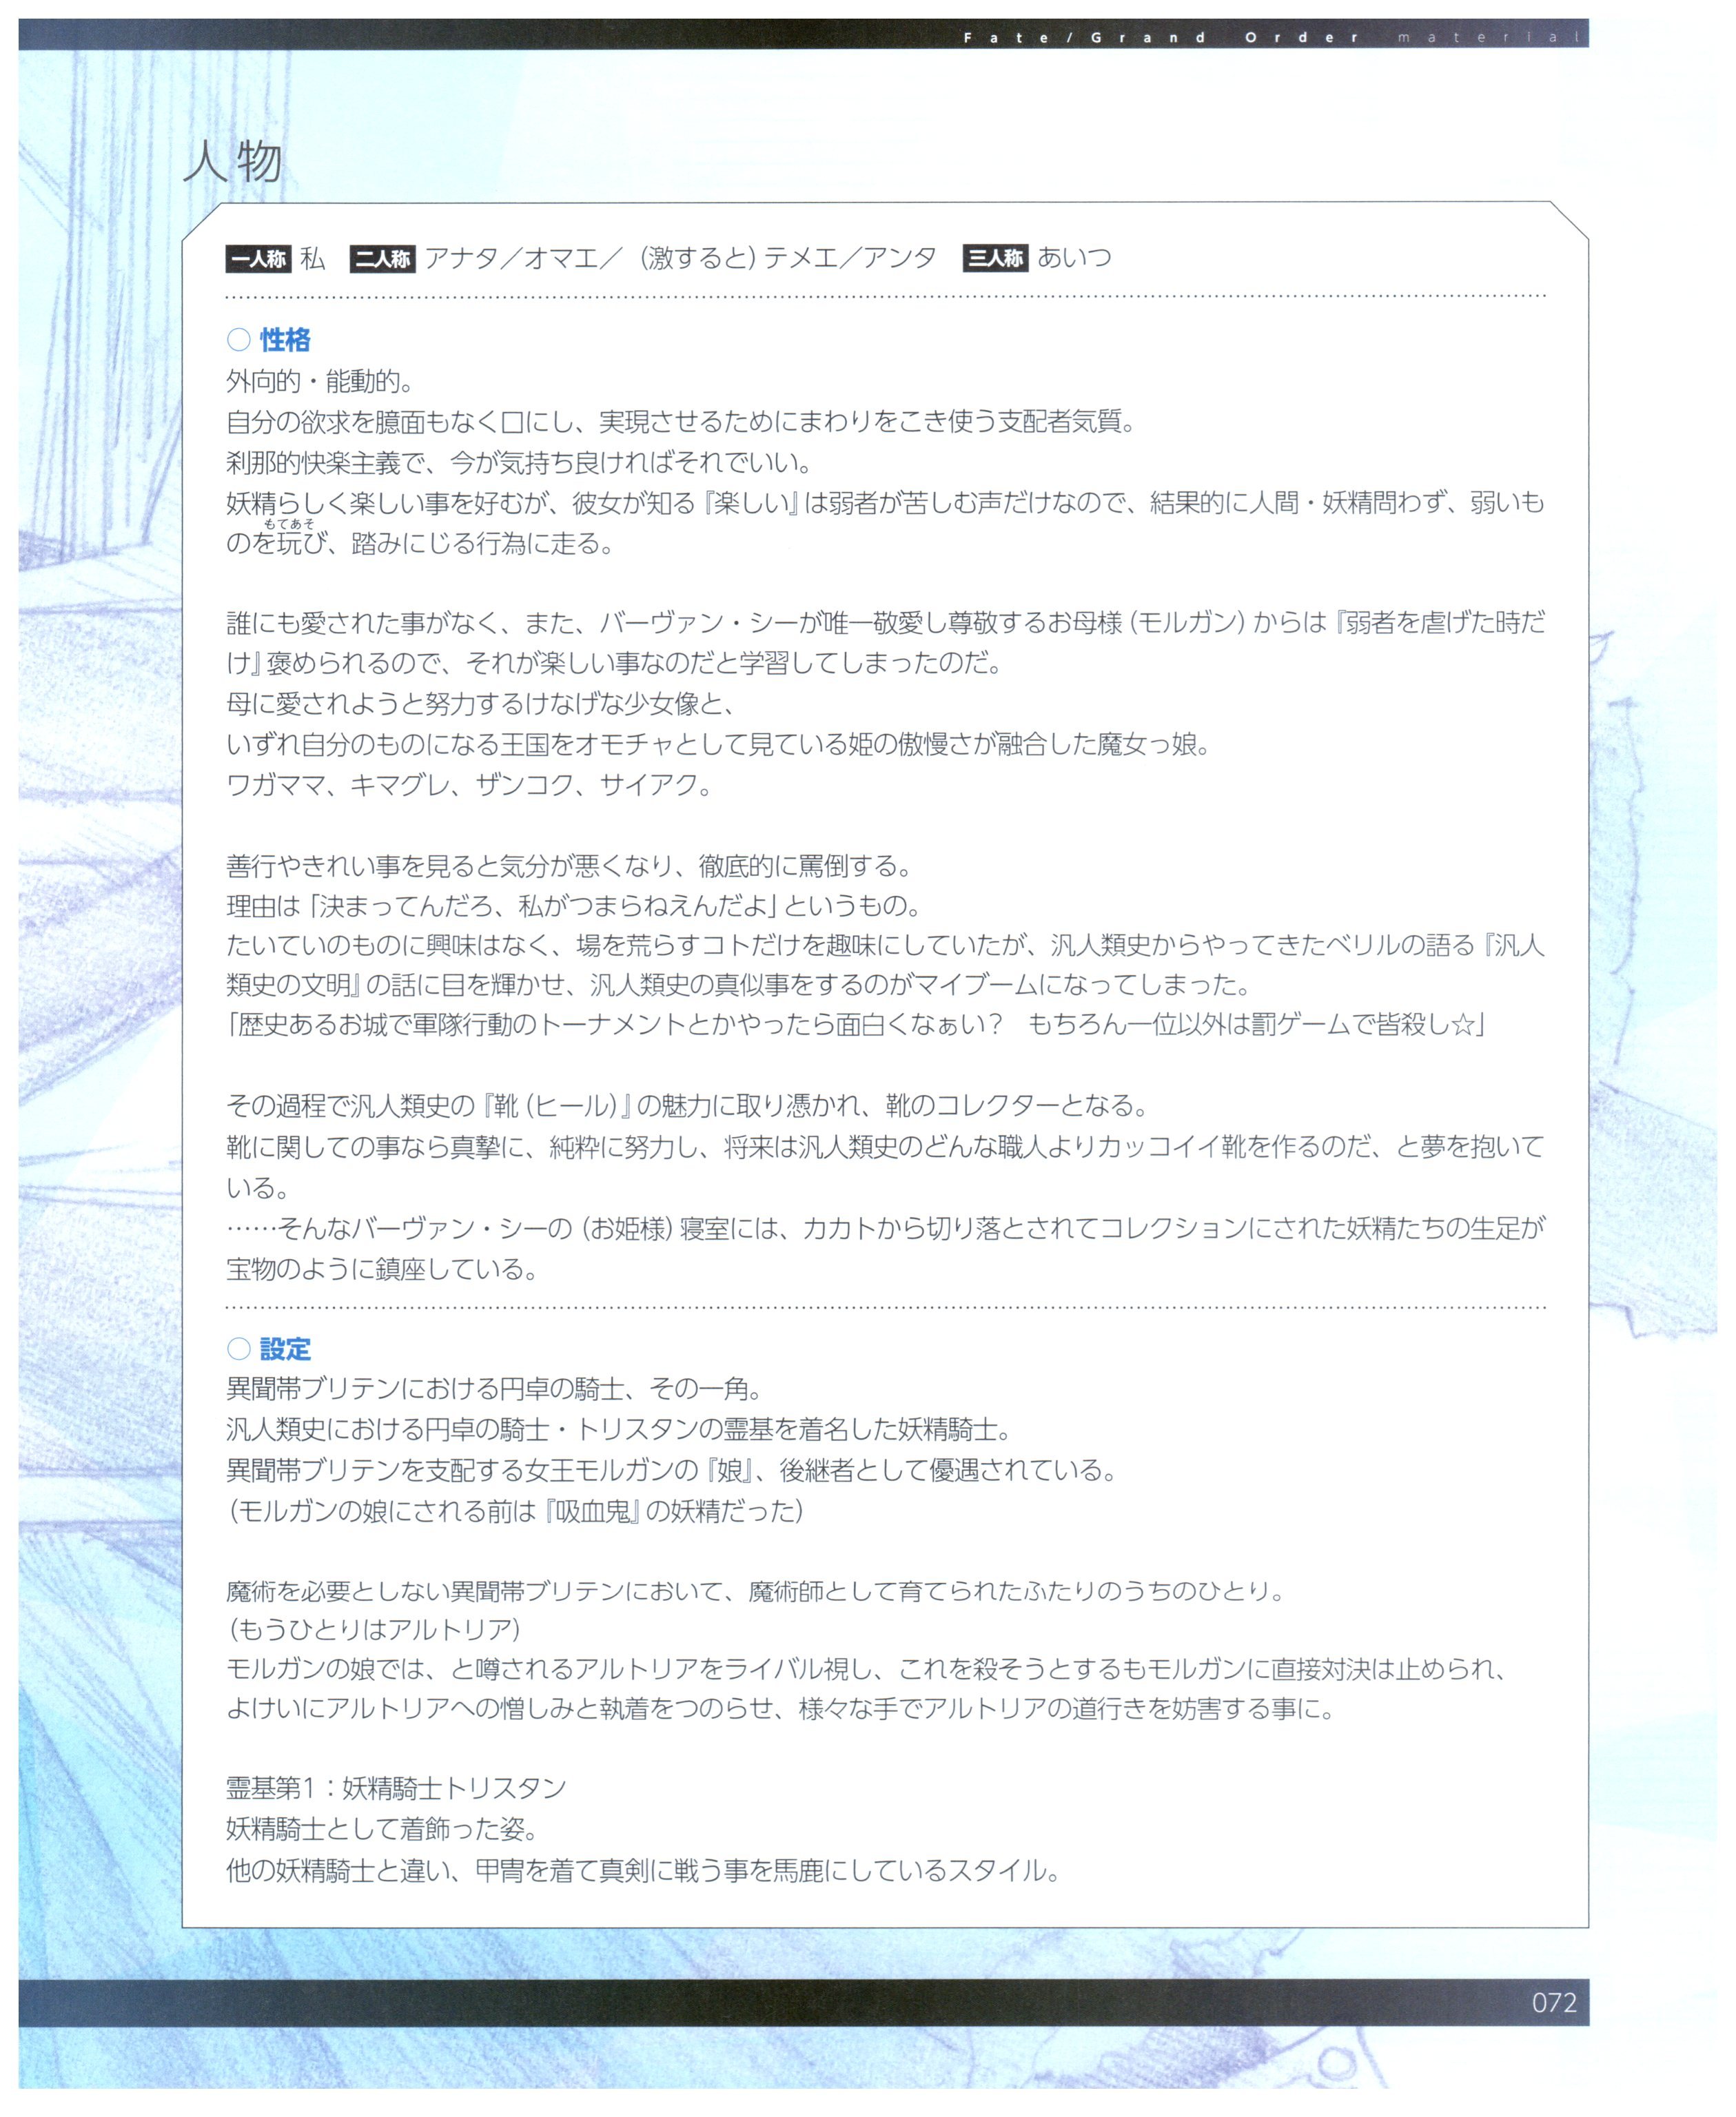 Fate/Grand Order material
人物
一人称 私 二人称 アナタ／オマエ／（激すると）テメエ／アンタ 三人称 あいつ
○ 性格
外向的・能動的。
自分の欲求を臆面もなく口にし、実現させるためにまわりをこき使う支配者気質。
刹那的快楽主義で、今が気持ち良ければそれでいい。
妖精らしく楽しい事を好むが、彼女が知る『楽しい』は弱者が苦しむ声だけなので、結果的に人間・妖精問わず、弱いも
もてあそ
のを玩び、踏みにじる行為に走る。
誰にも愛された事がなく、また、バーヴァン・シーが唯一敬愛し尊敬するお母様（モルガン）からは『弱者を虐げた時だ
け』褒められるので、それが楽しい事なのだと学習してしまったのだ。
母に愛されようと努力するけなげな少女像と、
いずれ自分のものになる王国をオモチャとして見ている姫の傲慢さが融合した魔女っ娘。
ワガママ、キマグレ、ザンコク、サイアク。
善行やきれい事を見ると気分が悪くなり、徹底的に罵倒する。
理由は「決まってんだろ、私がつまらねえんだよ」というもの。
たいていのものに興味はなく、場を荒らすコトだけを趣味にしていたが、汎人類史からやってきたベリルの語る『汎人
類史の文明』の話に目を輝かせ、汎人類史の真似事をするのがマイブームになってしまった。
「歴史あるお城で軍隊行動のトーナメントとかやったら面白くなぁい？　もちろん一位以外は罰ゲームで皆殺し☆」
その過程で汎人類史の『靴（ヒール）』の魅力に取り憑かれ、靴のコレクターとなる。
靴に関しての事なら真摯に、純粋に努力し、将来は汎人類史のどんな職人よりカッコイイ靴を作るのだ、と夢を抱いて
いる。
……そんなバーヴァン・シーの（お姫様）寝室には、カカトから切り落とされてコレクションにされた妖精たちの生足が
宝物のように鎮座している。
○ 設定
異聞帯ブリテンにおける円卓の騎士、その一角。
汎人類史における円卓の騎士・トリスタンの霊基を着名した妖精騎士。
異聞帯ブリテンを支配する女王モルガンの『娘』、後継者として優遇されている。
（モルガンの娘にされる前は『吸血鬼』の妖精だった）
魔術を必要としない異聞帯ブリテンにおいて、魔術師として育てられたふたりのうちのひとり。
（もうひとりはアルトリア）
モルガンの娘では、と噂されるアルトリアをライバル視し、これを殺そうとするもモルガンに直接対決は止められ、
よけいにアルトリアへの憎しみと執着をつのらせ、様々な手でアルトリアの道行きを妨害する事に。
霊基第1：妖精騎士トリスタン
妖精騎士として着飾った姿。
他の妖精騎士と違い、甲冑を着て真剣に戦う事を馬鹿にしているスタイル。
072